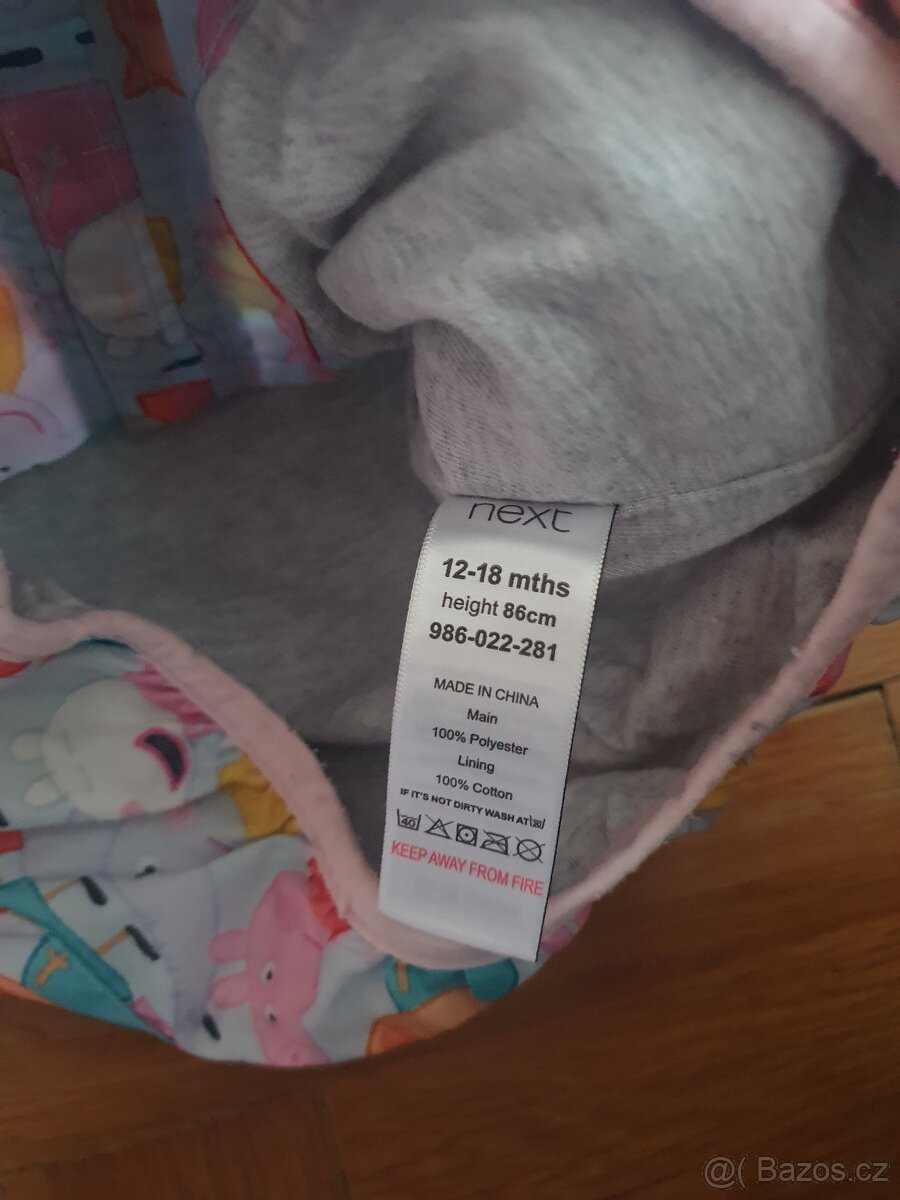 next
12-18 mths
height 86cm
986-022-281
MADE IN CHINA
Main
100% Polyester
Lining
100% Cotton
IF IT'S NOT DIRTY WASH AT
40
KEEP AWAY FROM FIRE
@( Bazos.cz